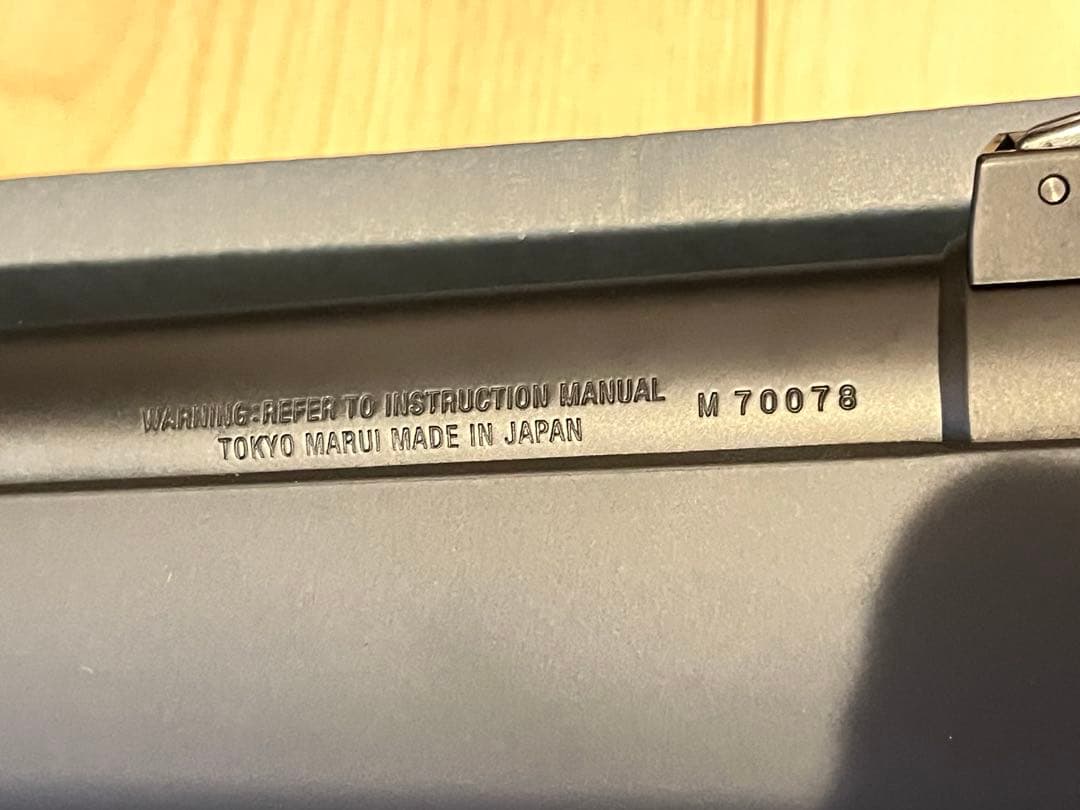 WARNING:REFER TO INSTRUCTION MANUAL
TOKYO MARUI MADE IN JAPAN
M 70078